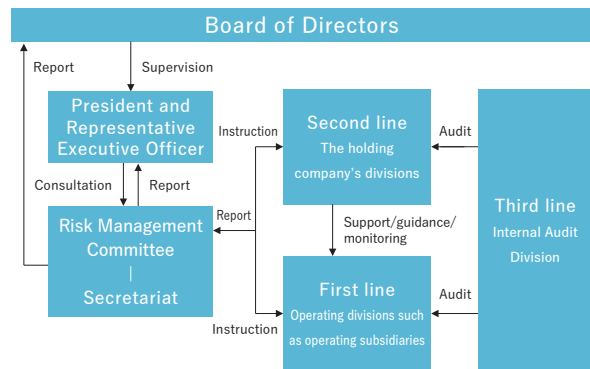 Board of Directors
Report
Supervision
President and
Representative
Executive Officer
Consultation
Report
Risk Management
Committee
Secretariat
Instruction
Report
Instruction
Second line
The holding
company's divisions
Support/guidance/
monitoring
First line
Operating divisions such
as operating subsidiaries
Audit
Audit
Third line
Internal Audit
Division